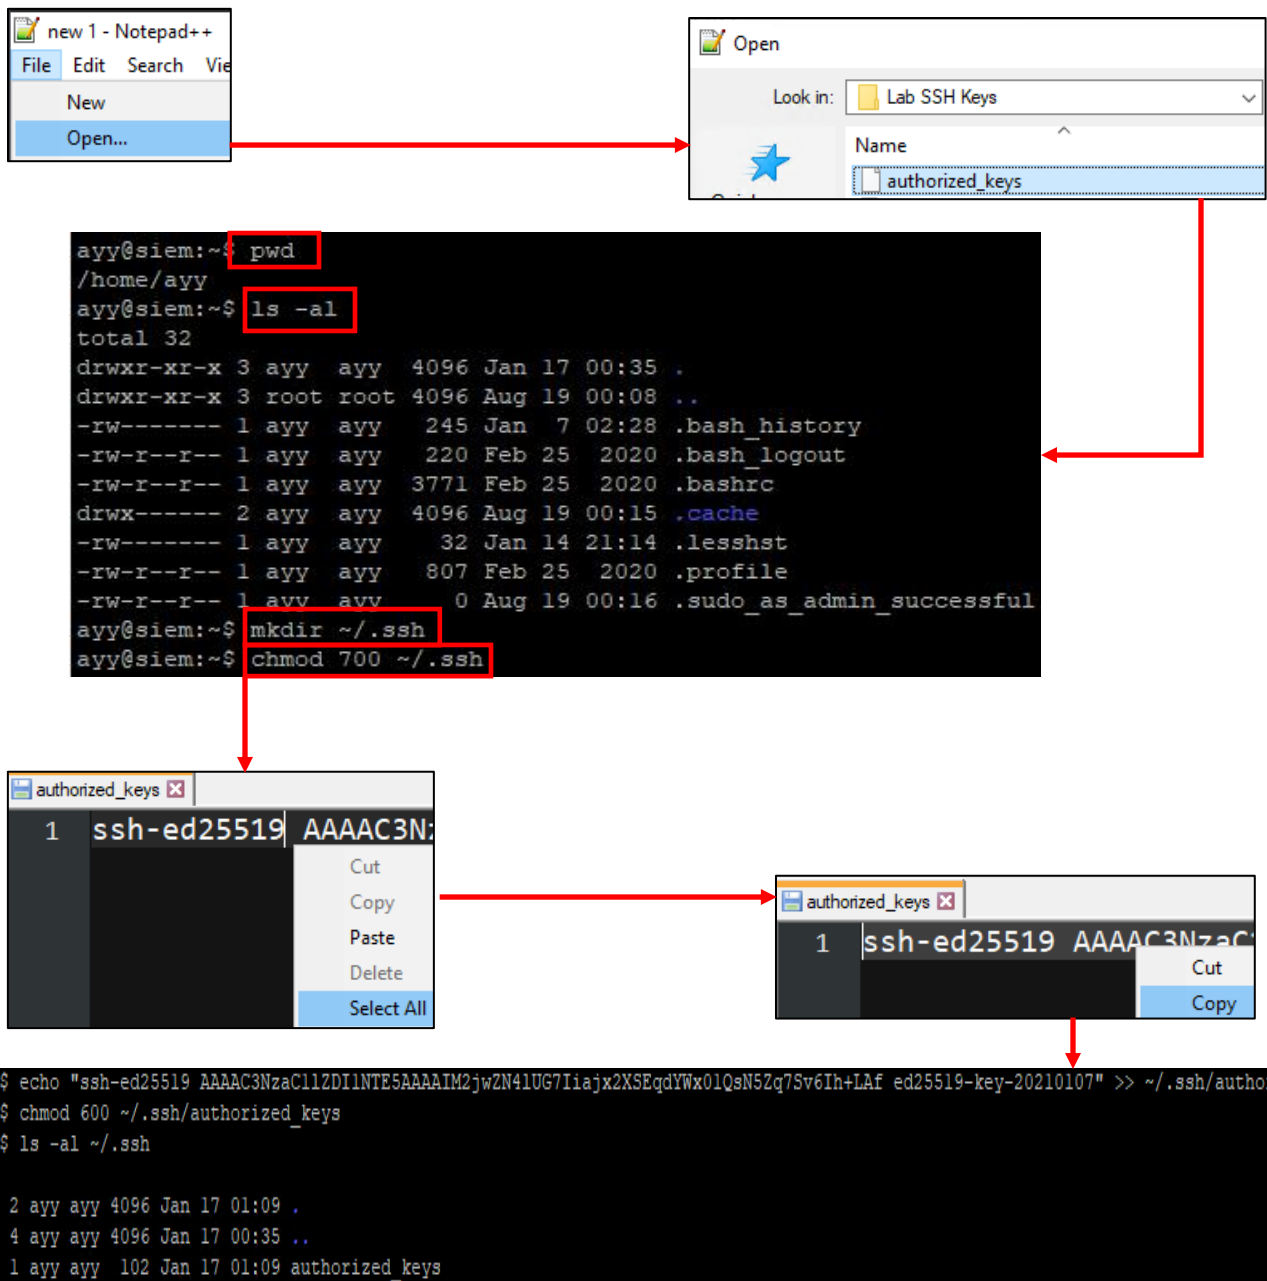 new 1 - Notepad++
File Edit Search Vie
New
Open...
Open
Look in: Lab SSH Keys
Name
authorized_keys
ayy@siem:~$ pwd
/home/ayy
ayy@siem:~$ ls -al
total 32
drwxr-xr-x 3 ayy ayy 4096 Jan 17 00:35 .
drwxr-xr-x 3 root root 4096 Aug 19 00:08 ..
-rw------- 1 ayy ayy 245 Jan 7 02:28 .bash_history
-rw-r--r-- 1 ayy ayy 220 Feb 25 2020 .bash_logout
-rw-r--r-- 1 ayy ayy 3771 Feb 25 2020 .bashrc
drwx------ 2 ayy ayy 4096 Aug 19 00:15 .cache
-rw------- 1 ayy ayy 32 Jan 14 21:14 .lesshst
-rw-r--r-- 1 ayy ayy 807 Feb 25 2020 .profile
-rw-r--r-- 1 ayy ayy 0 Aug 19 00:16 .sudo_as_admin_successful
ayy@siem:~$ mkdir ~/.ssh
ayy@siem:~$ chmod 700 ~/.ssh
authorized_keys
1 ssh-ed25519 AAAAC3Nz
Cut
Copy
Paste
Delete
Select All
authorized_keys
1 ssh-ed25519 AAAAC3NzaC1
Cut
Copy
$ echo "ssh-ed25519 AAAAC3NzaC1lZDI1NTE5AAAAIM2jwZN41UG7Iiajx2XSEqdYWx01QsN5Zq7Sv6Ih+LAf ed25519-key-20210107" >> ~/.ssh/autho
$ chmod 600 ~/.ssh/authorized_keys
$ ls -al ~/.ssh
2 ayy ayy 4096 Jan 17 01:09 .
4 ayy ayy 4096 Jan 17 00:35 ..
1 ayy ayy 102 Jan 17 01:09 authorized_keys